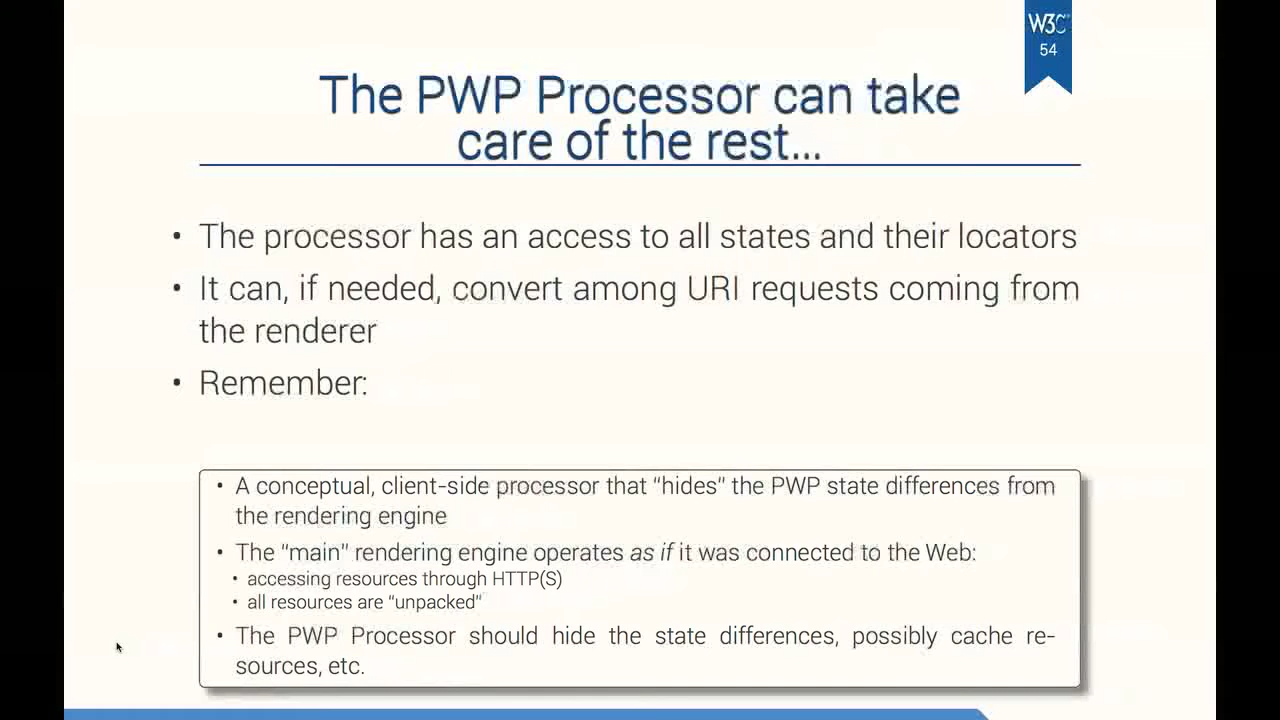 W3C
54
The PWP Processor can take
care of the rest...
• The processor has an access to all states and their locators
• It can, if needed, convert among URI requests coming from
the renderer
• Remember:
• A conceptual, client-side processor that “hides” the PWP state differences from
the rendering engine
• The “main” rendering engine operates as if it was connected to the Web:
• accessing resources through HTTP(S)
• all resources are “unpacked”
• The PWP Processor should hide the state differences, possibly cache re-
sources, etc.